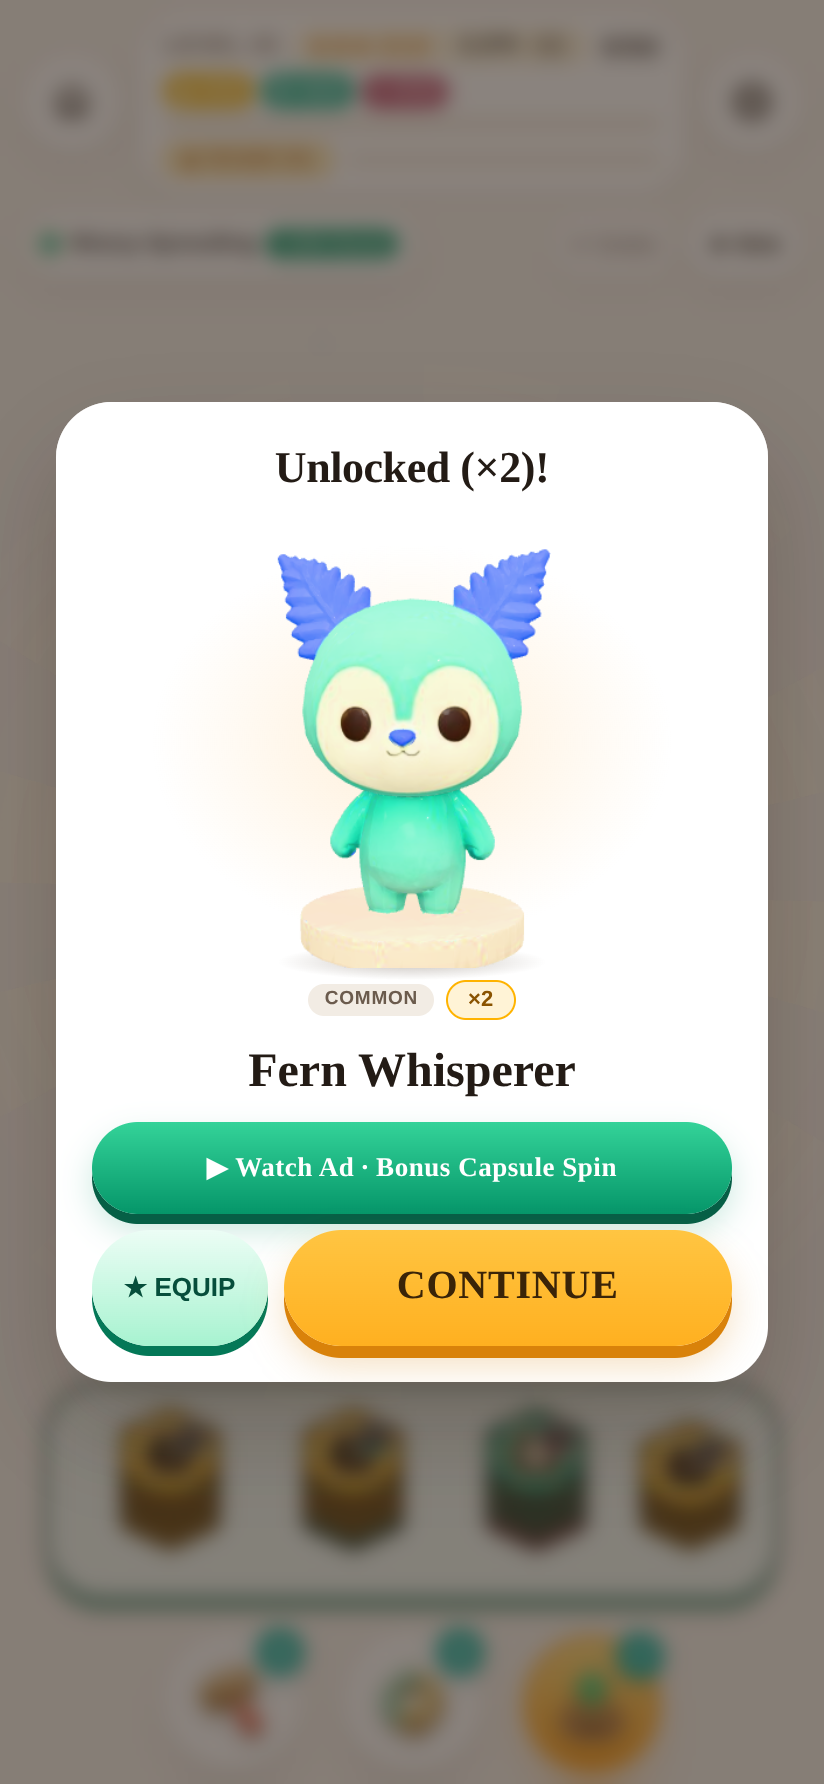 Unlocked (×2)!
COMMON
×2
Fern Whisperer
▶ Watch Ad · Bonus Capsule Spin
★ EQUIP
CONTINUE